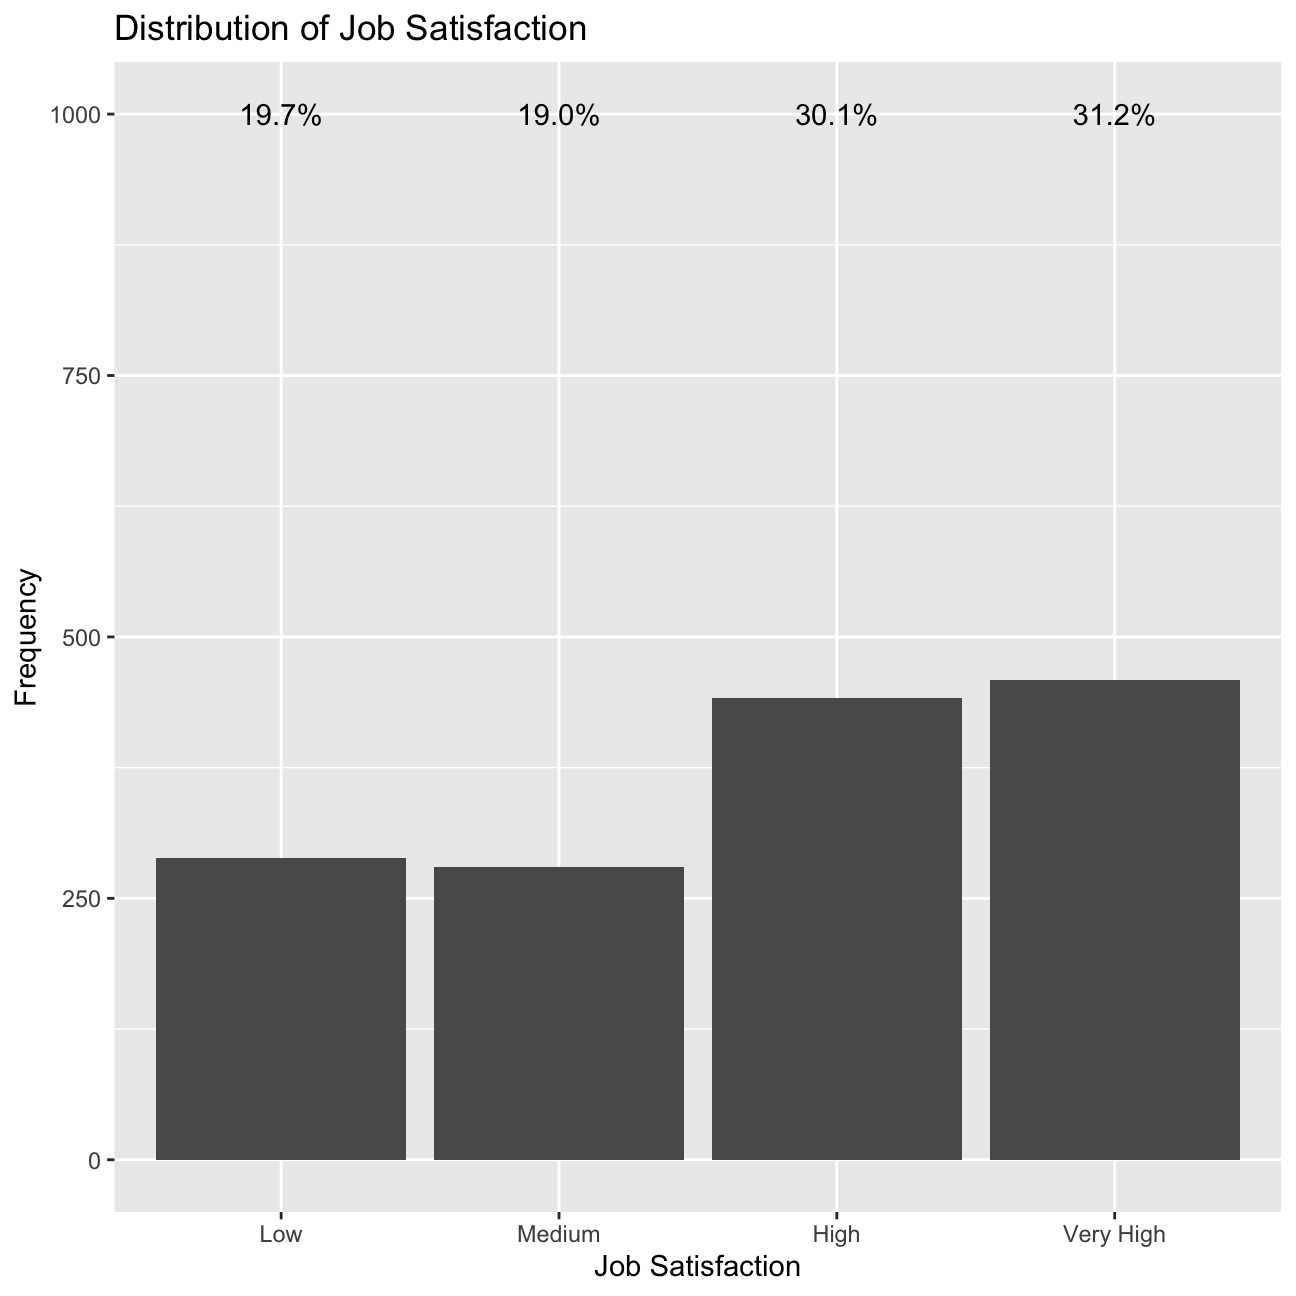 Distribution of Job Satisfaction
1000
19.7% 19.0% 30.1% 31.2%
750
500
250
0
Frequency
Low Medium High Very High
Job Satisfaction